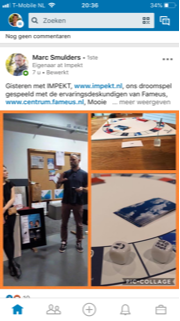 T-Mobile NL
20:36
36%
Zoeken
Nog geen commentaren
Marc Smulders • 1ste
Eigenaar at Impekt
7 u • Bewerkt
Gisteren met IMPEKT, www.impekt.nl, ons droomspel
gespeeld met de ervaringsdeskundigen van Fameus,
www.centrum.fameus.nl, Mooie ... meer weergeven
PIC-COLLAGE